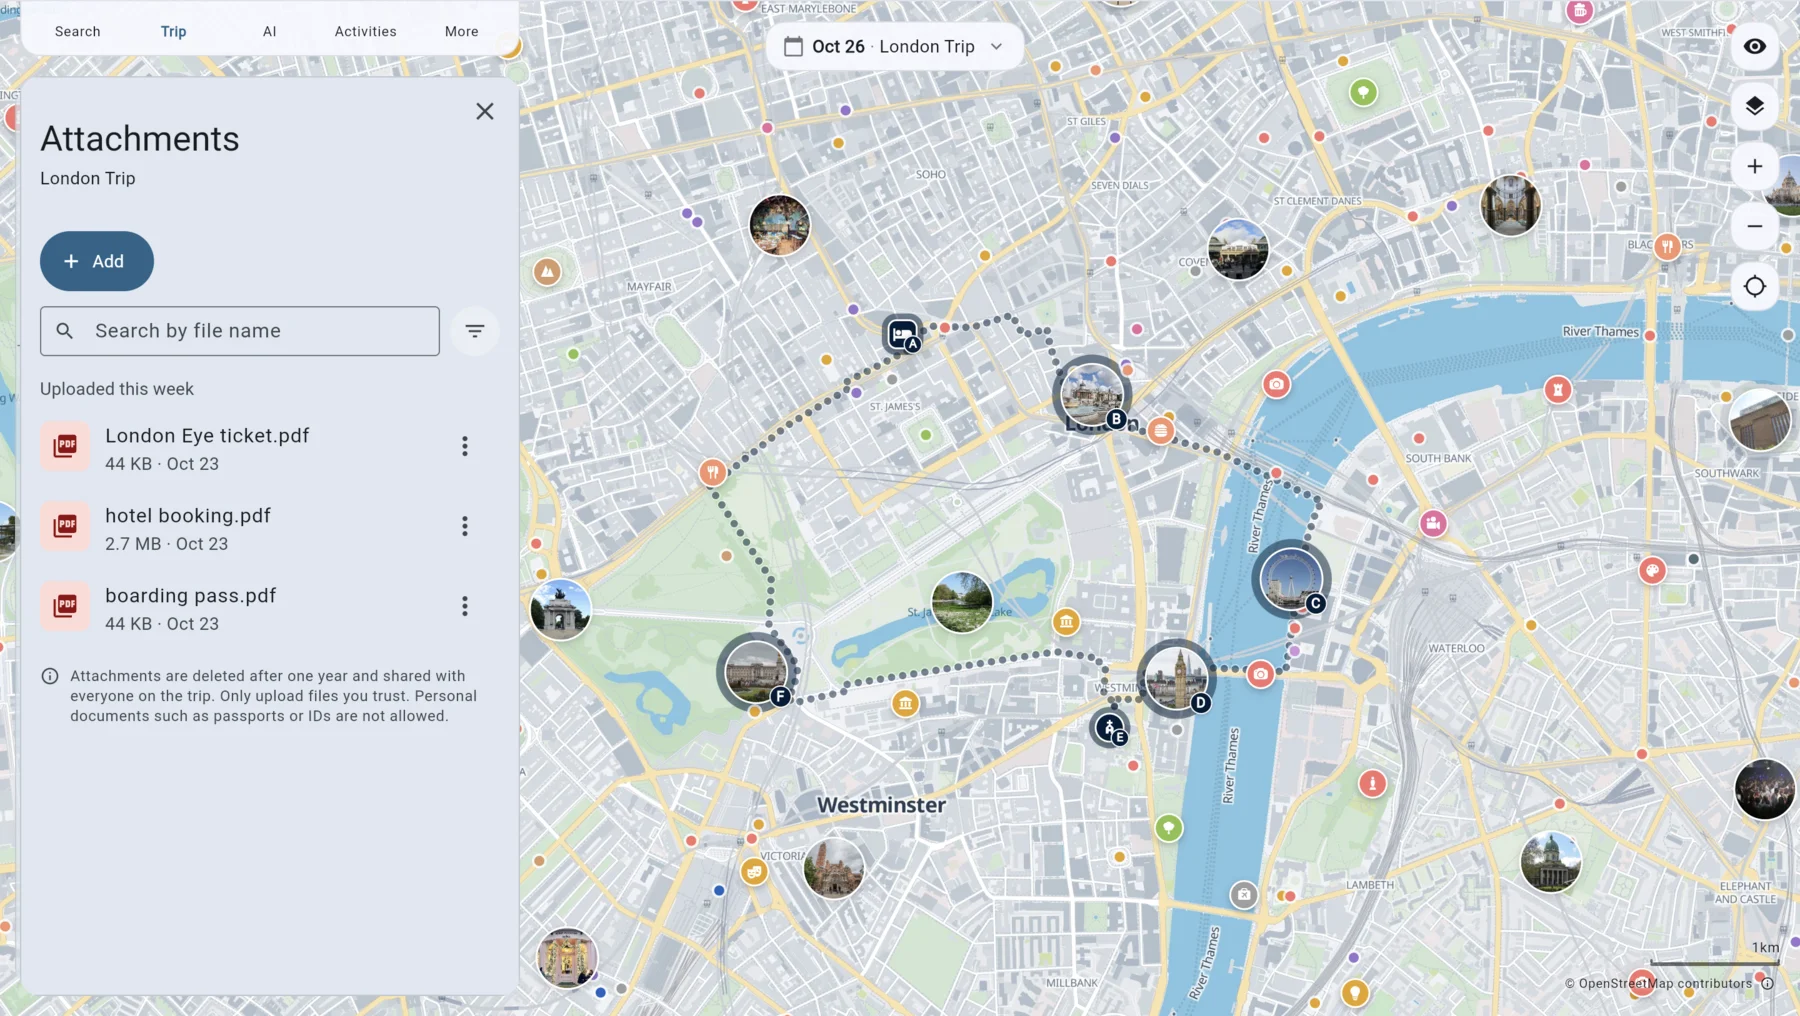 Search
Trip
AI
Activities
More
Oct 26 · London Trip
Attachments
London Trip
+ Add
Search by file name
Uploaded this week
PDF
London Eye ticket.pdf
44 KB · Oct 23
PDF
hotel booking.pdf
2.7 MB · Oct 23
PDF
boarding pass.pdf
44 KB · Oct 23
Attachments are deleted after one year and shared with
everyone on the trip. Only upload files you trust. Personal
documents such as passports or IDs are not allowed.
EAST MARYLEBONE
WEST SMITHFI
ST GILES
SOHO
SEVEN DIALS
ST CLEMENT DANES
MAYFAIR
River Thames
A
ST. JAMES'S
B
SOUTH BANK
SOUTHWARK
River Thames
C
WATERLOO
F
D
E
River Thames
Westminster
VICTORIA
LAMBETH
ELEPHANT
AND CASTLE
River Thames
MILLBANK
1km
© OpenStreetMap contributors